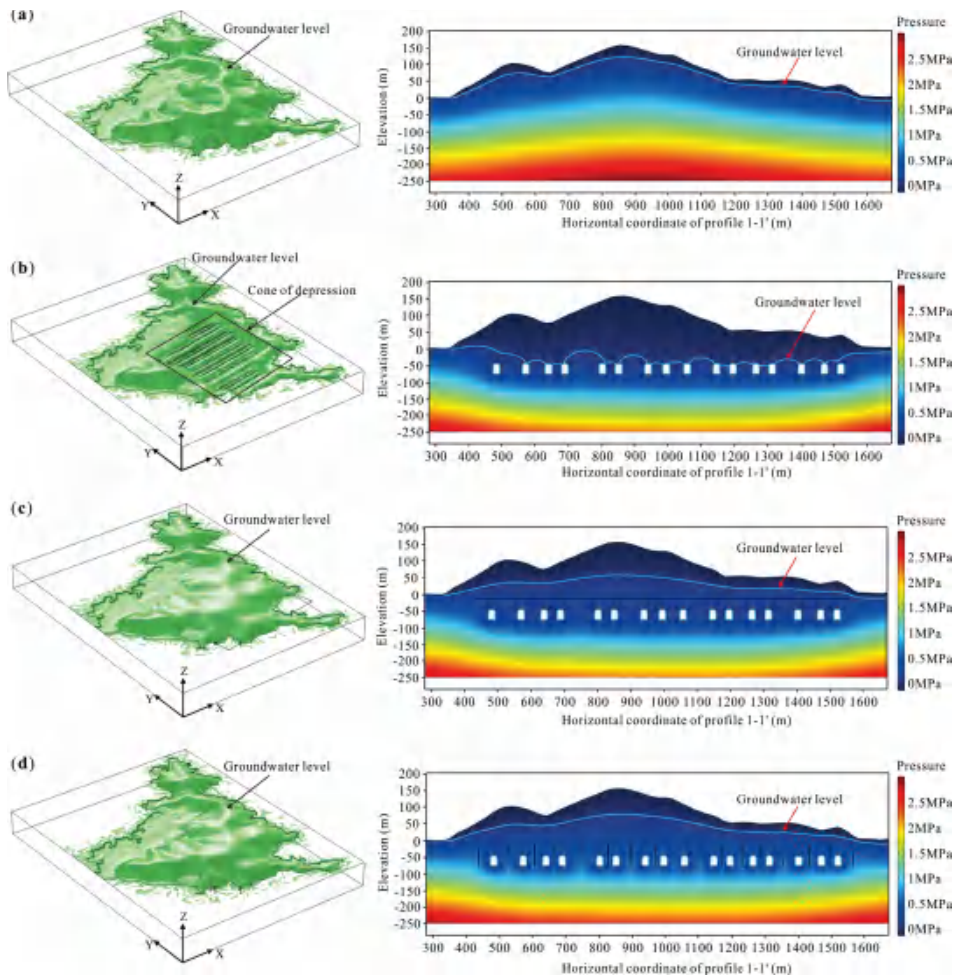 (a)
Groundwater level
Z
Y
X
Elevation (m)
200
150
100
50
0
-50
-100
-150
-200
-250
Groundwater level
300 400 500 600 700 800 900 1000 1100 1200 1300 1400 1500 1600
Horizontal coordinate of profile 1-1' (m)
Pressure
2.5MPa
2MPa
1.5MPa
1MPa
0.5MPa
0MPa
(b)
Groundwater level
Cone of depression
Z
Y
X
Elevation (m)
200
150
100
50
0
-50
-100
-150
-200
-250
Groundwater level
300 400 500 600 700 800 900 1000 1100 1200 1300 1400 1500 1600
Horizontal coordinate of profile 1-1' (m)
Pressure
2.5MPa
2MPa
1.5MPa
1MPa
0.5MPa
0MPa
(c)
Groundwater level
Z
Y
X
Elevation (m)
200
150
100
50
0
-50
-100
-150
-200
-250
Groundwater level
300 400 500 600 700 800 900 1000 1100 1200 1300 1400 1500 1600
Horizontal coordinate of profile 1-1' (m)
Pressure
2.5MPa
2MPa
1.5MPa
1MPa
0.5MPa
0MPa
(d)
Groundwater level
Z
Y
X
Elevation (m)
200
150
100
50
0
-50
-100
-150
-200
-250
Groundwater level
300 400 500 600 700 800 900 1000 1100 1200 1300 1400 1500 1600
Horizontal coordinate of profile 1-1' (m)
Pressure
2.5MPa
2MPa
1.5MPa
1MPa
0.5MPa
0MPa